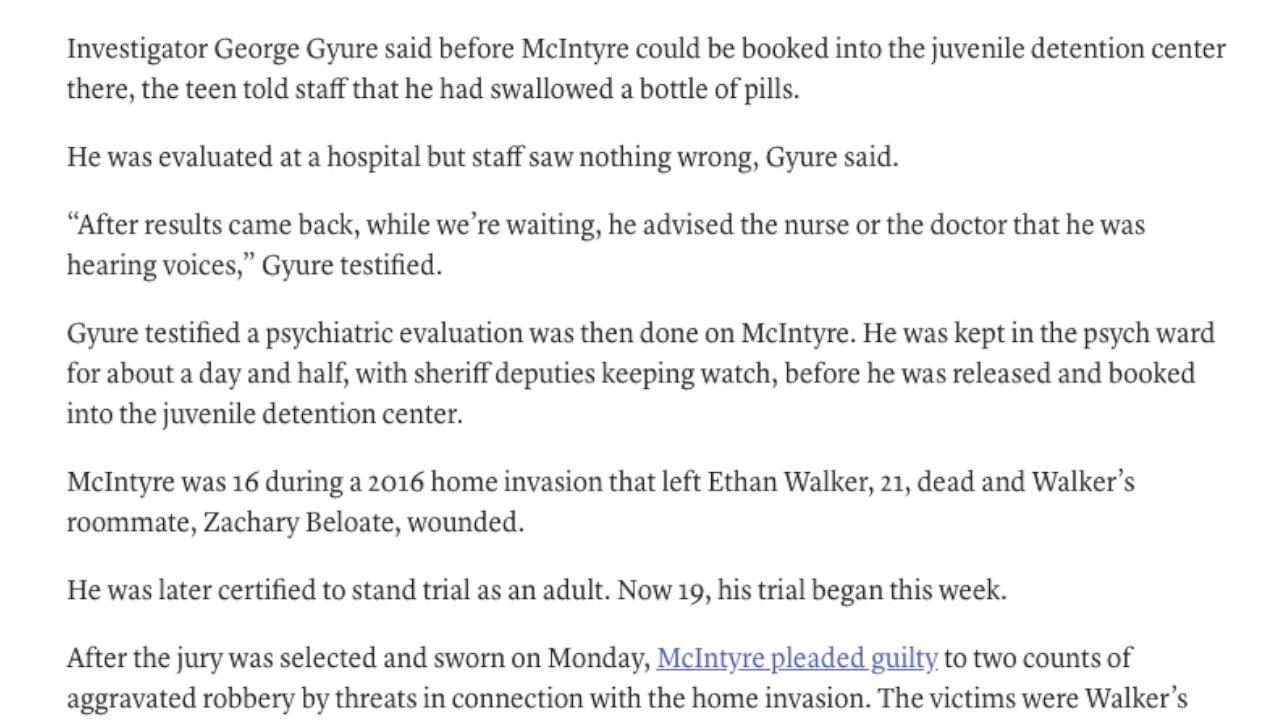 Investigator George Gyure said before McIntyre could be booked into the juvenile detention center
there, the teen told staff that he had swallowed a bottle of pills.
He was evaluated at a hospital but staff saw nothing wrong, Gyure said.
“After results came back, while we’re waiting, he advised the nurse or the doctor that he was
hearing voices,” Gyure testified.
Gyure testified a psychiatric evaluation was then done on McIntyre. He was kept in the psych ward
for about a day and half, with sheriff deputies keeping watch, before he was released and booked
into the juvenile detention center.
McIntyre was 16 during a 2016 home invasion that left Ethan Walker, 21, dead and Walker’s
roommate, Zachary Beloate, wounded.
He was later certified to stand trial as an adult. Now 19, his trial began this week.
After the jury was selected and sworn on Monday, McIntyre pleaded guilty to two counts of
aggravated robbery by threats in connection with the home invasion. The victims were Walker’s